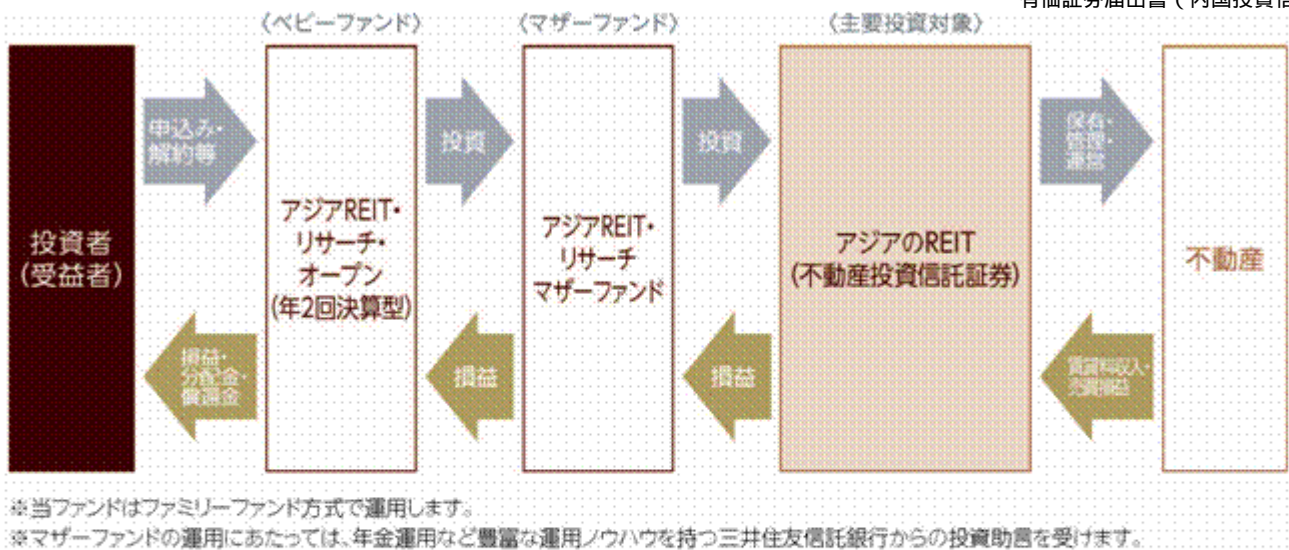 有価証券届出書(内国投資信
〈ベビーファンド〉
〈マザーファンド〉
〈主要投資対象〉
投資者
(受益者)
申込み・
解約等
損益・
分配金・
償還金
アジアREIT・
リサーチ・
オープン
(年2回決算型)
投資
損益
アジアREIT・
リサーチ
マザーファンド
投資
損益
アジアのREIT
(不動産投資信託証券)
保有・
管理・
運営
賃貸料収入・
売買損益
不動産
※当ファンドはファミリーファンド方式で運用します。
※マザーファンドの運用にあたっては、年金運用など豊富な運用ノウハウを持つ三井住友信託銀行からの投資助言を受けます。